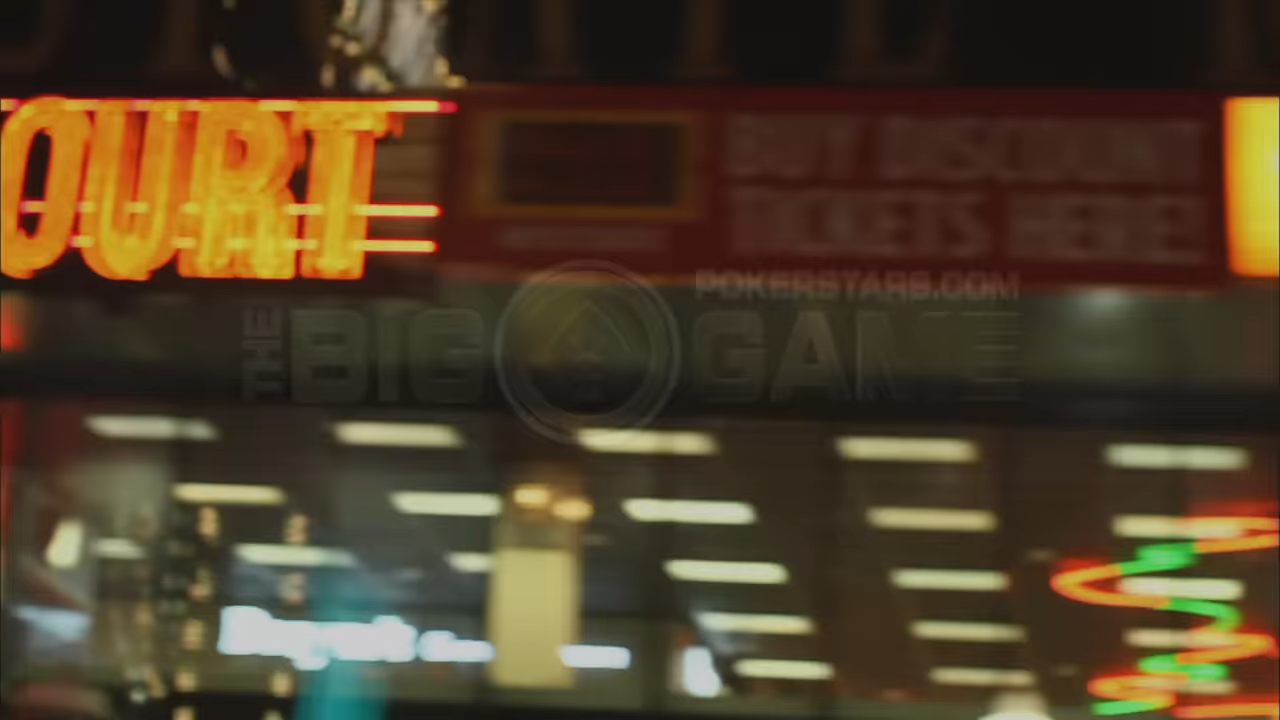 OURT
BUY DISCOUNT
TICKETS HERE!
POKERSTARS.COM
THE BIG GAME